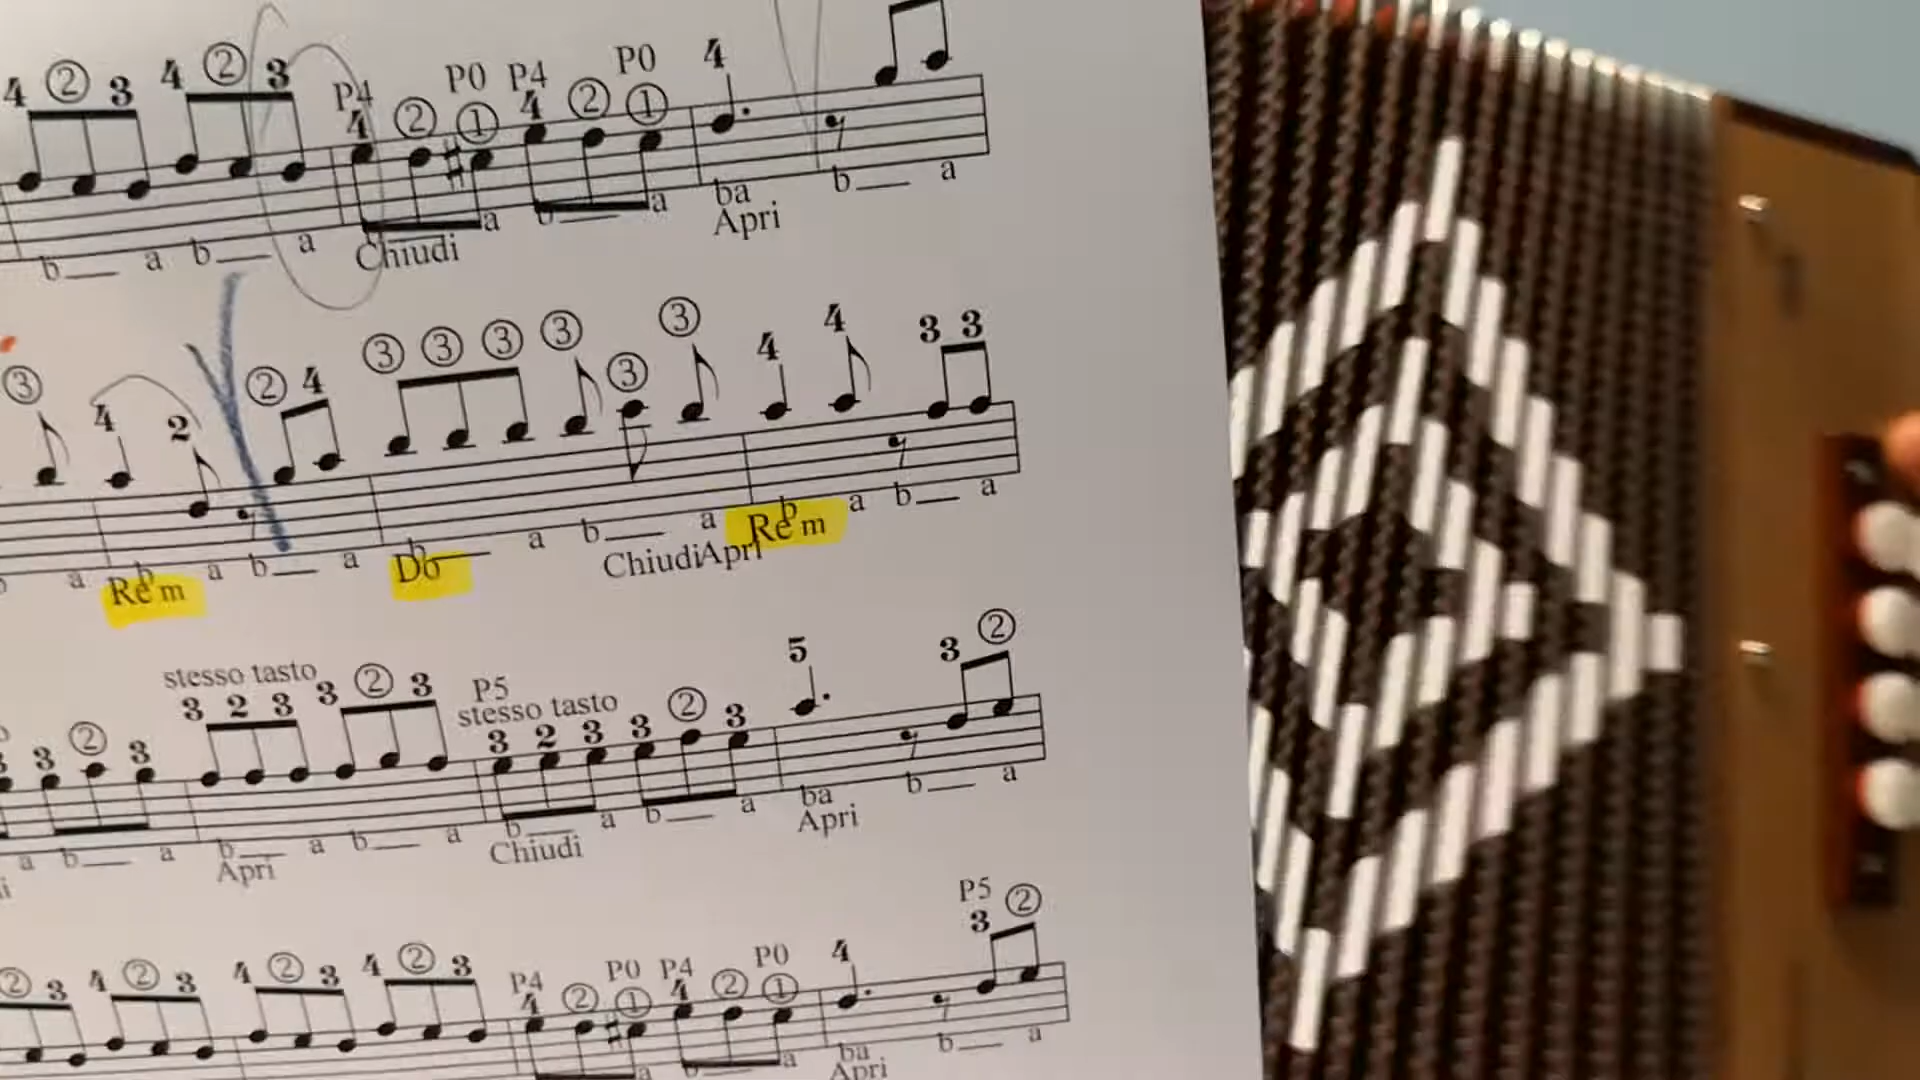 4 ② 3 4 ② 3 P4 4 ② P0 ① P4 4 ② P0 ① 4
b a b a a b a ba b a
Chiudi Apri
③ 4 2 ② 4 ③ ③ ③ ③ ③ ③ 4 4 3 3
a b a b a b a b a b a b a
Re m Do ChiudiApri Re m
stesso tasto P5 stesso tasto
3 3 ② 3 3 2 3 3 ② 3 3 2 3 3 ② 3 5 3 ②
a b a b a b a b a b a ba b a
Apri Chiudi Apri
P4 P0 P4 P0 P5
② 3 4 ② 3 4 ② 3 4 ② 3 4 ② ① 4 ② ① 4 3 ②
a b a ba b a
Apri